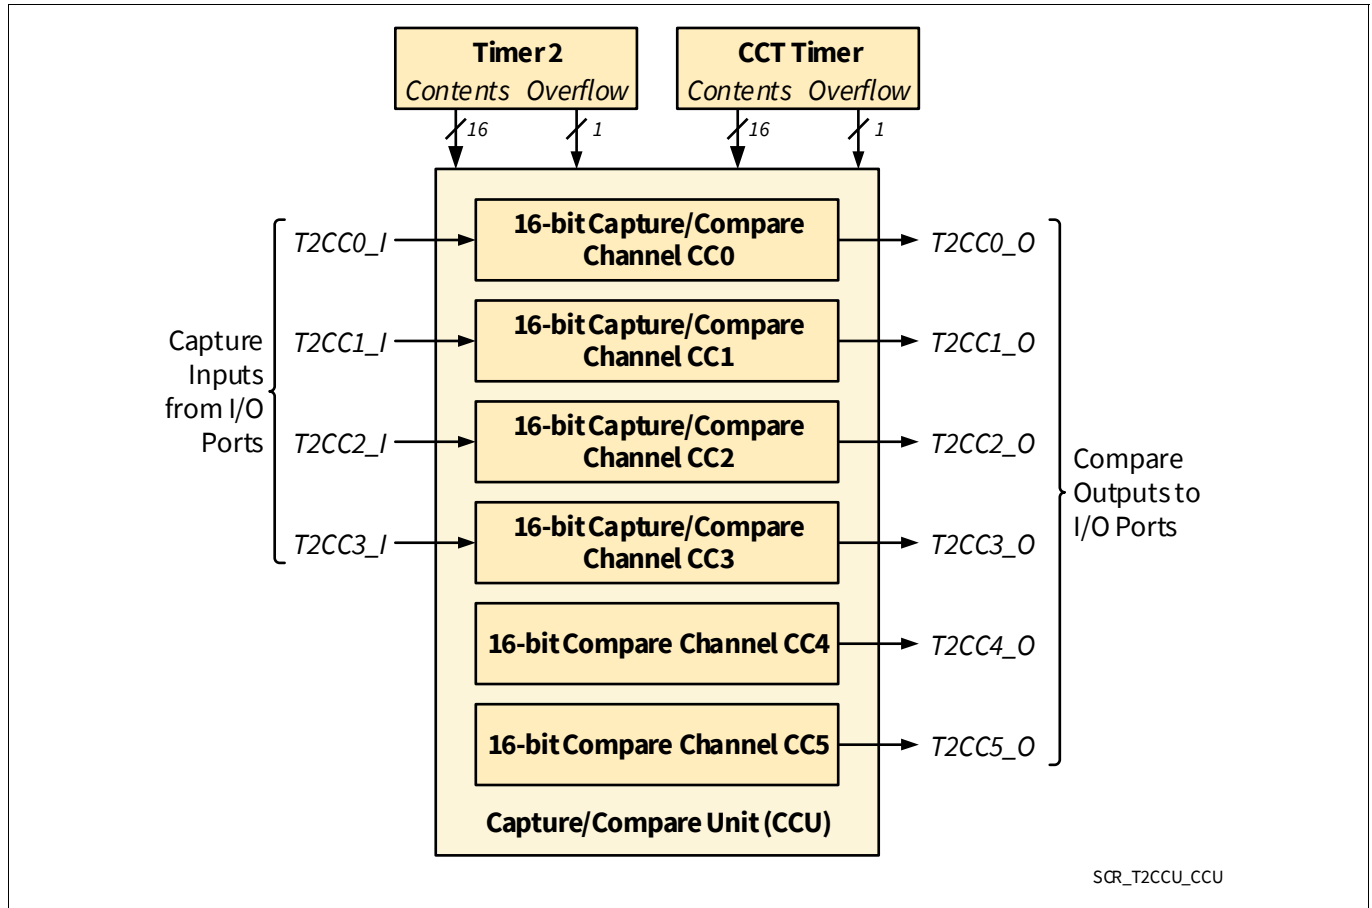 Timer 2
Contents Overflow
CCT Timer
Contents Overflow
16
1
16
1
16-bit Capture/Compare
Channel CC0
16-bit Capture/Compare
Channel CC1
16-bit Capture/Compare
Channel CC2
16-bit Capture/Compare
Channel CC3
16-bit Compare Channel CC4
16-bit Compare Channel CC5
Capture/Compare Unit (CCU)
Capture
Inputs
from I/O
Ports
T2CC0_I
T2CC1_I
T2CC2_I
T2CC3_I
T2CC0_O
T2CC1_O
T2CC2_O
T2CC3_O
T2CC4_O
T2CC5_O
Compare
Outputs to
I/O Ports
SCR_T2CCU_CCU